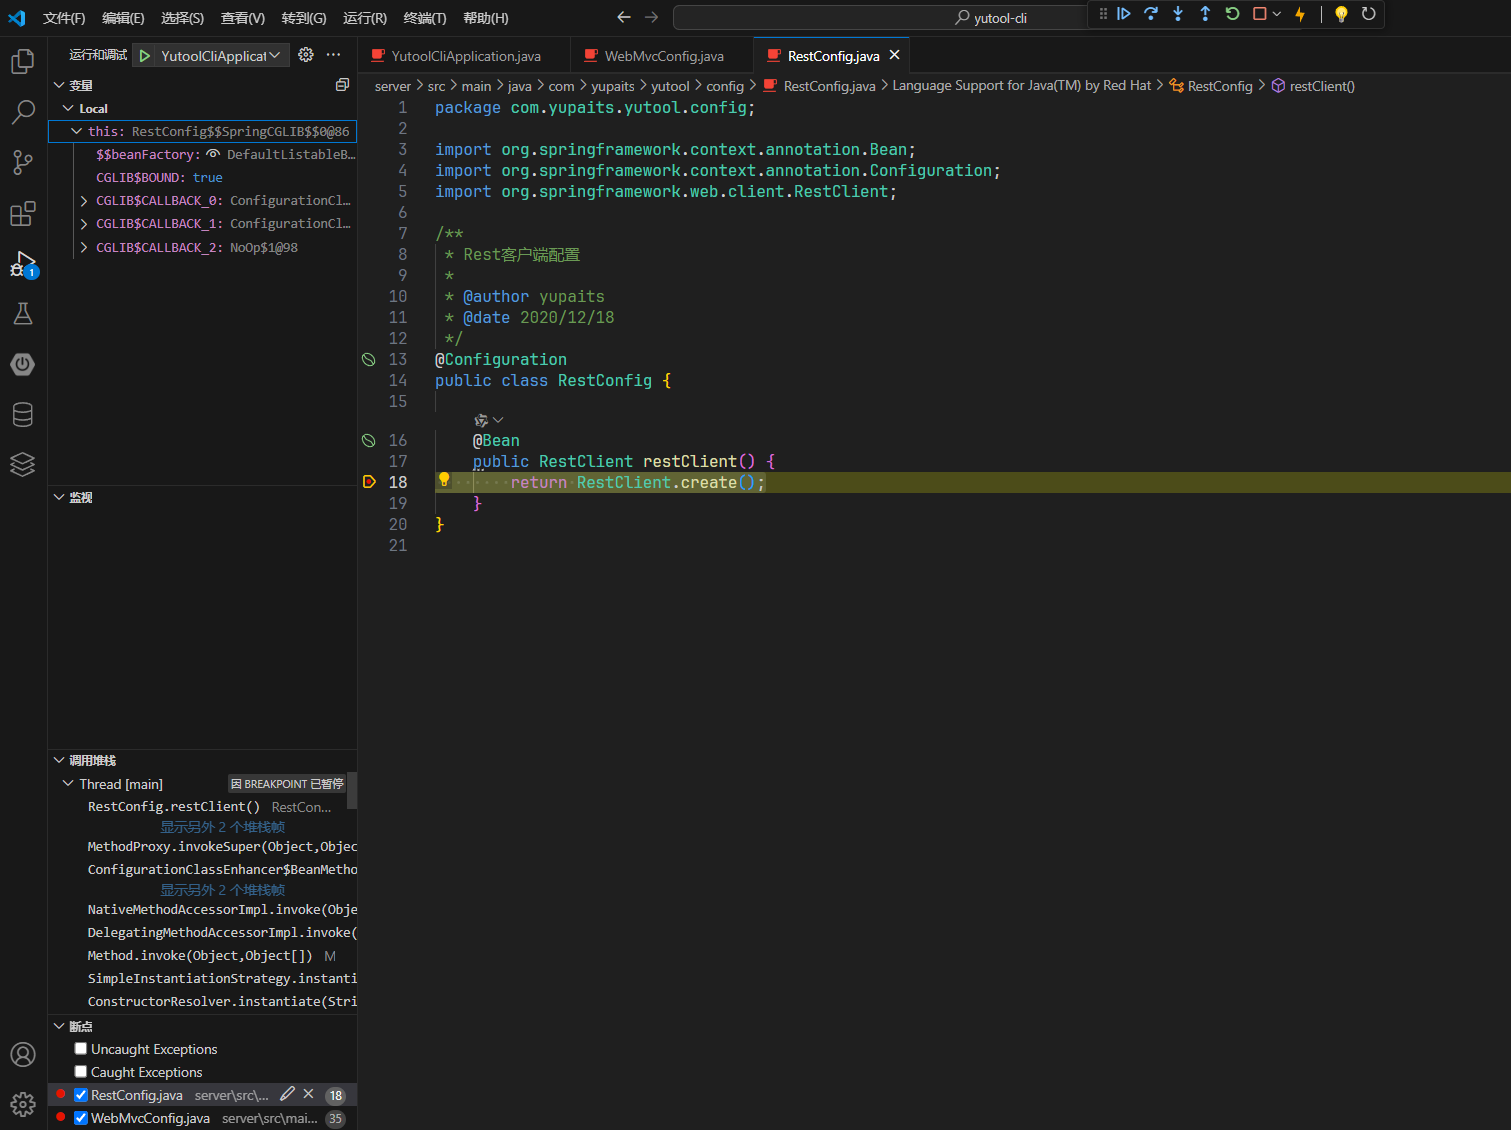 文件(F) 编辑(E) 选择(S) 查看(V) 转到(G) 运行(R) 终端(T) 帮助(H) yutool-cli
运行和调试 YutoolCliApplicat
变量
Local
this: RestConfig$$SpringCGLIB$$0@86
$$beanFactory: DefaultListableB...
CGLIB$BOUND: true
CGLIB$CALLBACK_0: ConfigurationCl...
CGLIB$CALLBACK_1: ConfigurationCl...
CGLIB$CALLBACK_2: NoOp$1@98
监视
调用堆栈
Thread [main] 因 BREAKPOINT 已暂停
RestConfig.restClient() RestCon...
显示另外 2 个堆栈帧
MethodProxy.invokeSuper(Object,Objec
ConfigurationClassEnhancer$BeanMetho
显示另外 2 个堆栈帧
NativeMethodAccessorImpl.invoke(Obje
DelegatingMethodAccessorImpl.invoke(
Method.invoke(Object,Object[]) M
SimpleInstantiationStrategy.instanti
ConstructorResolver.instantiate(Stri
断点
Uncaught Exceptions
Caught Exceptions
RestConfig.java server\src\... 18
WebMvcConfig.java server\src\mai... 35
1
YutoolCliApplication.java WebMvcConfig.java RestConfig.java
server > src > main > java > com > yupaits > yutool > config > RestConfig.java > Language Support for Java(TM) by Red Hat > RestConfig > restClient()
1 package com.yupaits.yutool.config;
2
3 import org.springframework.context.annotation.Bean;
4 import org.springframework.context.annotation.Configuration;
5 import org.springframework.web.client.RestClient;
6
7 /**
8 * Rest客户端配置
9 *
10 * @author yupaits
11 * @date 2020/12/18
12 */
13 @Configuration
14 public class RestConfig {
15
16 @Bean
17 public RestClient restClient() {
18 return RestClient.create();
19 }
20 }
21